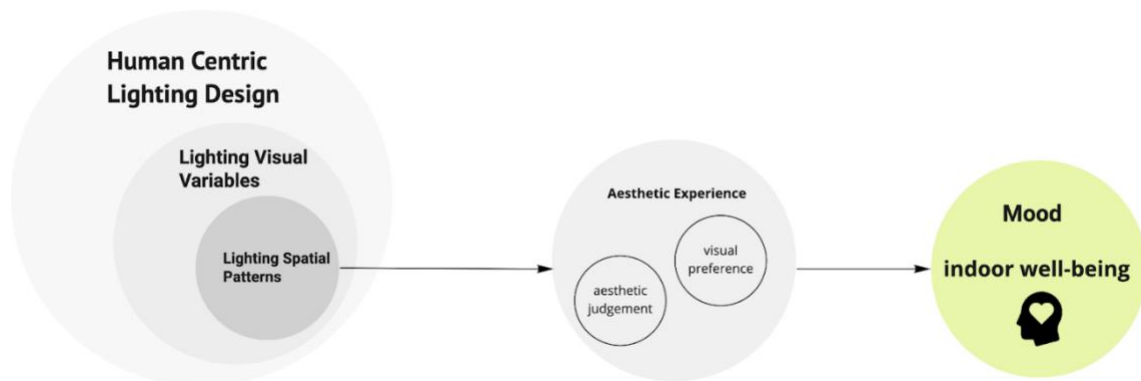 Human Centric
Lighting Design
Lighting Visual
Variables
Lighting Spatial
Patterns
Aesthetic Experience
visual
preference
aesthetic
judgement
Mood
indoor well-being